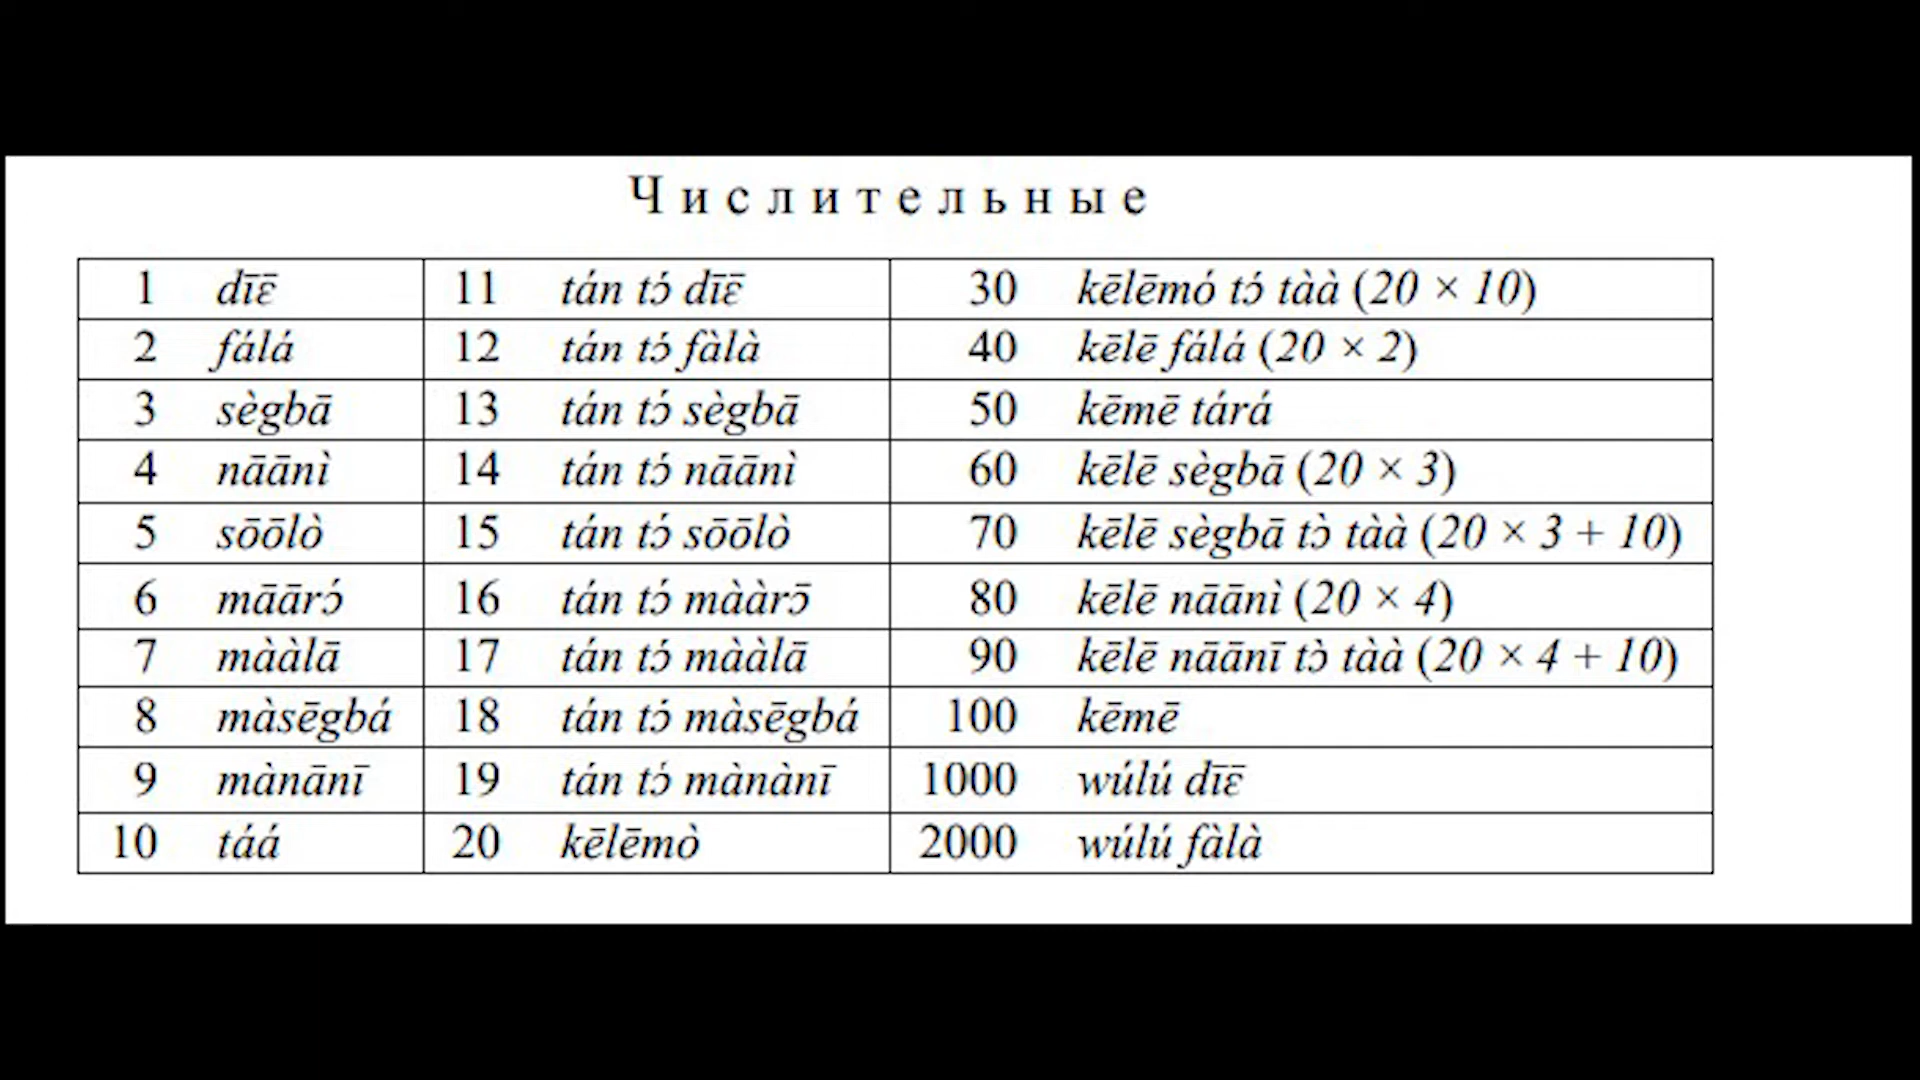 Числительные
1 dīɛ̄ 11 tán tɔ́ dīɛ̄ 30 kēlēmó tɔ́ tàà (20 × 10)
2 fálá 12 tán tɔ́ fàlà 40 kēlē fálá (20 × 2)
3 sègbā 13 tán tɔ́ sègbā 50 kēmē tárá
4 nāānì 14 tán tɔ́ nāānì 60 kēlē sègbā (20 × 3)
5 sōōlò 15 tán tɔ́ sōōlò 70 kēlē sègbā tɔ̀ tàà (20 × 3 + 10)
6 māārɔ́ 16 tán tɔ́ mààrɔ̄ 80 kēlē nāānì (20 × 4)
7 mààlā 17 tán tɔ́ mààlā 90 kēlē nāānī tɔ̀ tàà (20 × 4 + 10)
8 màsēgbá 18 tán tɔ́ màsēgbá 100 kēmē
9 mànānī 19 tán tɔ́ mànànī 1000 wúlú dīɛ̄
10 táá 20 kēlēmò 2000 wúlú fàlà